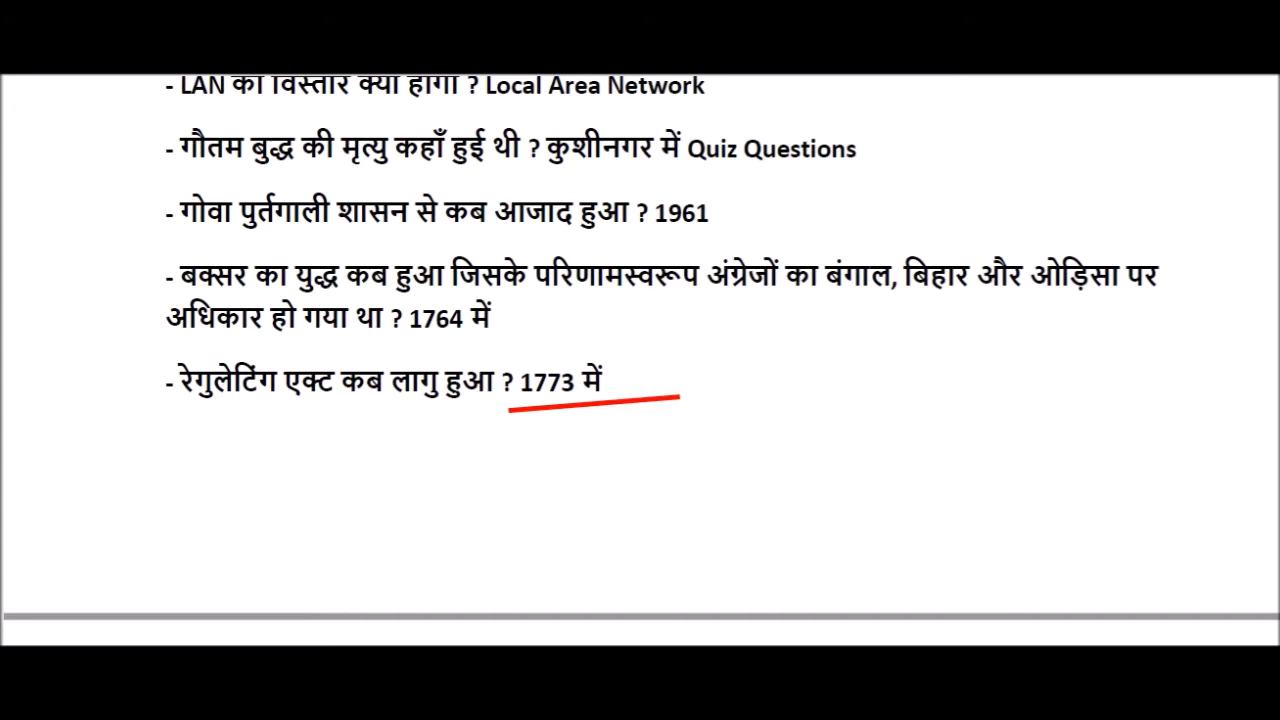 - LAN का विस्तार क्या होगा ? Local Area Network
- गौतम बुद्ध की मृत्यु कहाँ हुई थी ? कुशीनगर में Quiz Questions
- गोवा पुर्तगाली शासन से कब आजाद हुआ ? 1961
- बक्सर का युद्ध कब हुआ जिसके परिणामस्वरूप अंग्रेजों का बंगाल, बिहार और ओड़िसा पर
अधिकार हो गया था ? 1764 में
- रेगुलेटिंग एक्ट कब लागु हुआ ? 1773 में